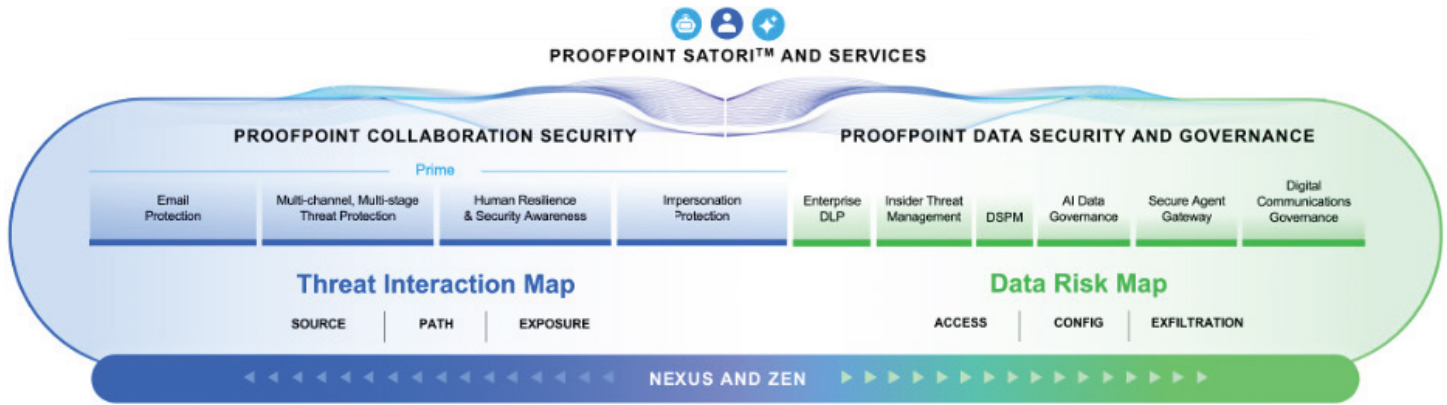 PROOFPOINT SATORI™ AND SERVICES
PROOFPOINT COLLABORATION SECURITY
Prime
Email
Protection
Multi-channel, Multi-stage
Threat Protection
Human Resilience
& Security Awareness
Impersonation
Protection
Threat Interaction Map
SOURCE
PATH
EXPOSURE
PROOFPOINT DATA SECURITY AND GOVERNANCE
Enterprise
DLP
Insider Threat
Management
DSPM
AI Data
Governance
Secure Agent
Gateway
Digital
Communications
Governance
Data Risk Map
ACCESS
CONFIG
EXFILTRATION
NEXUS AND ZEN